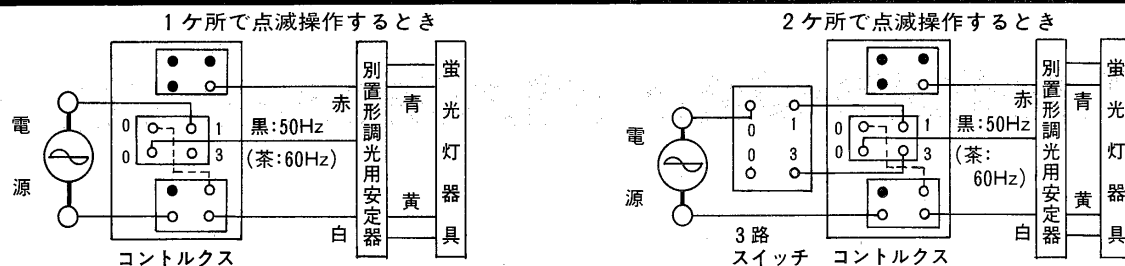 1ケ所で点滅操作するとき
電源
0 1
0 3
赤
黒:50Hz
(茶:60Hz)
白
別置形調光用安定器
青
黄
蛍光灯器具
コントルクス
2ケ所で点滅操作するとき
電源
0 1
0 3
3路
スイッチ
0 1
0 3
赤
黒:50Hz
(茶:
60Hz)
白
別置形調光用安定器
青
黄
蛍光灯器具
コントルクス